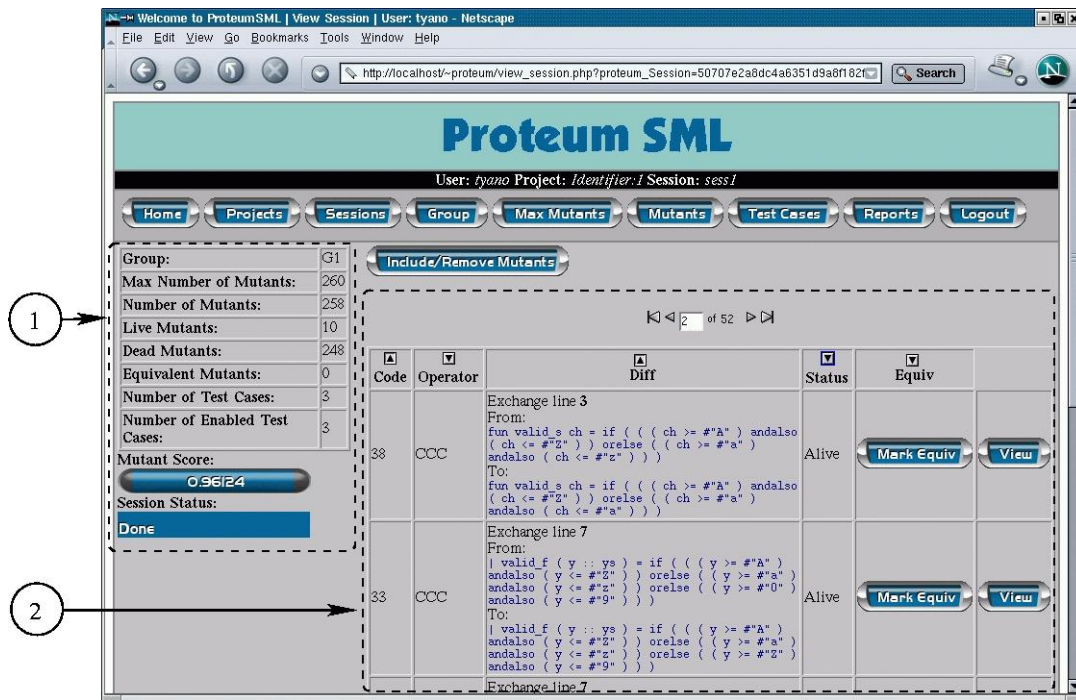 Welcome to ProteumSML | View Session | User: tyano - Netscape
File Edit View Go Bookmarks Tools Window Help
http://localhost/~proteum/view_session.php?proteum_Session=50707e2a8dc4a6351d9a8f182f
Search
N
Proteum SML
User: tyano Project: Identifier:1 Session: sess1
Home Projects Sessions Group Max Mutants Mutants Test Cases Reports Logout
1
Group: G1
Max Number of Mutants: 260
Number of Mutants: 258
Live Mutants: 10
Dead Mutants: 248
Equivalent Mutants: 0
Number of Test Cases: 3
Number of Enabled Test
Cases: 3
Mutant Score:
0.96124
Session Status:
Done
2
Include/Remove Mutants
2 of 52
Code Operator Diff Status Equiv
38 CCC Alive Mark Equiv View
Exchange line 3
From:
fun valid_s ch = if ( ( ( ch >= #"A" ) andalso
( ch <= #"Z" ) ) orelse ( ( ch >= #"a" )
andalso ( ch <= #"z" ) ) )
To:
fun valid_s ch = if ( ( ( ch >= #"A" ) andalso
( ch <= #"Z" ) ) orelse ( ( ch >= #"a" )
andalso ( ch <= #"a" ) ) )
33 CCC Alive Mark Equiv View
Exchange line 7
From:
| valid_f ( y :: ys ) = if ( ( ( y >= #"A" )
andalso ( y <= #"Z" ) ) orelse ( ( y >= #"a" )
andalso ( y <= #"z" ) ) orelse ( ( y >= #"0" )
andalso ( y <= #"9" ) ) )
To:
| valid_f ( y :: ys ) = if ( ( ( y >= #"A" )
andalso ( y <= #"Z" ) ) orelse ( ( y >= #"a" )
andalso ( y <= #"z" ) ) orelse ( ( y >= #"Z" )
andalso ( y <= #"9" ) ) )
Exchange line 7